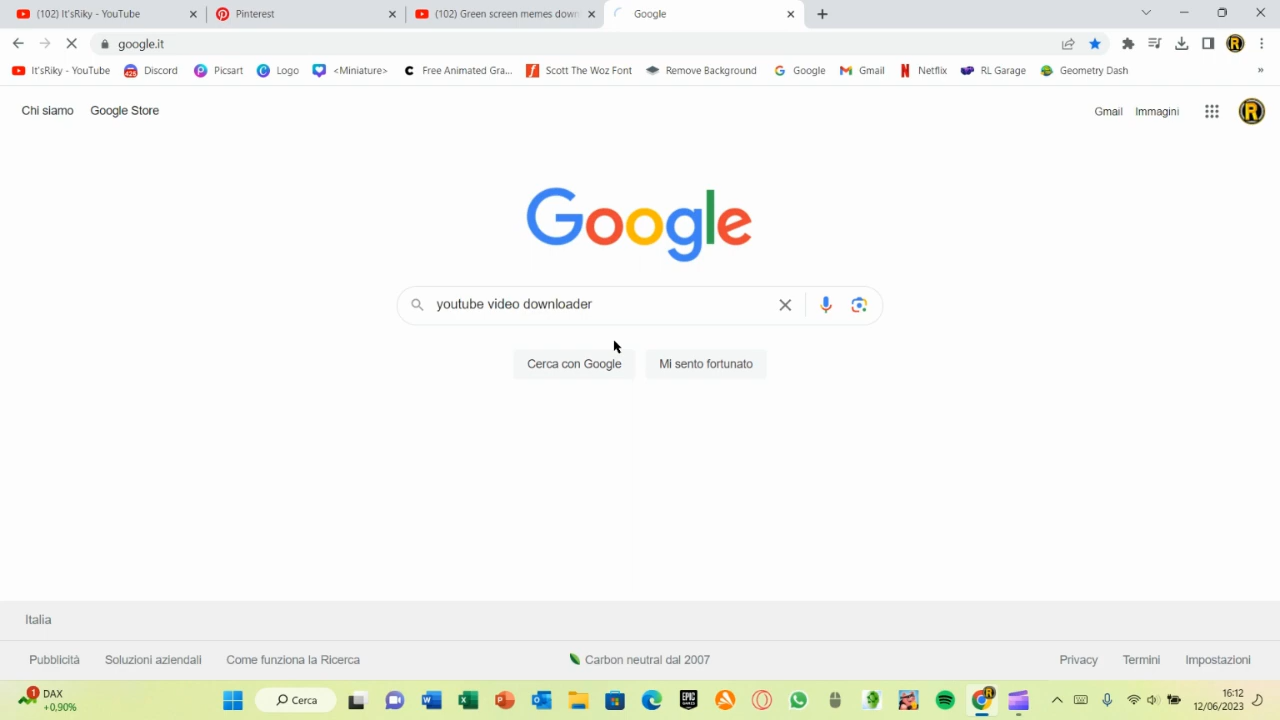 (102) It'sRiky - YouTube
Pinterest
(102) Green screen memes down
Google
google.it
It'sRiky - YouTube
Discord
Picsart
Logo
<Miniature>
Free Animated Gra...
Scott The Woz Font
Remove Background
Google
Gmail
Netflix
RL Garage
Geometry Dash
»
Chi siamo
Google Store
Gmail
Immagini
R
Google
youtube video downloader
Cerca con Google
Mi sento fortunato
Italia
Pubblicità
Soluzioni aziendali
Come funziona la Ricerca
Carbon neutral dal 2007
Privacy
Termini
Impostazioni
1
DAX
+0,90%
Cerca
EPIC GAMES
16:12
12/06/2023